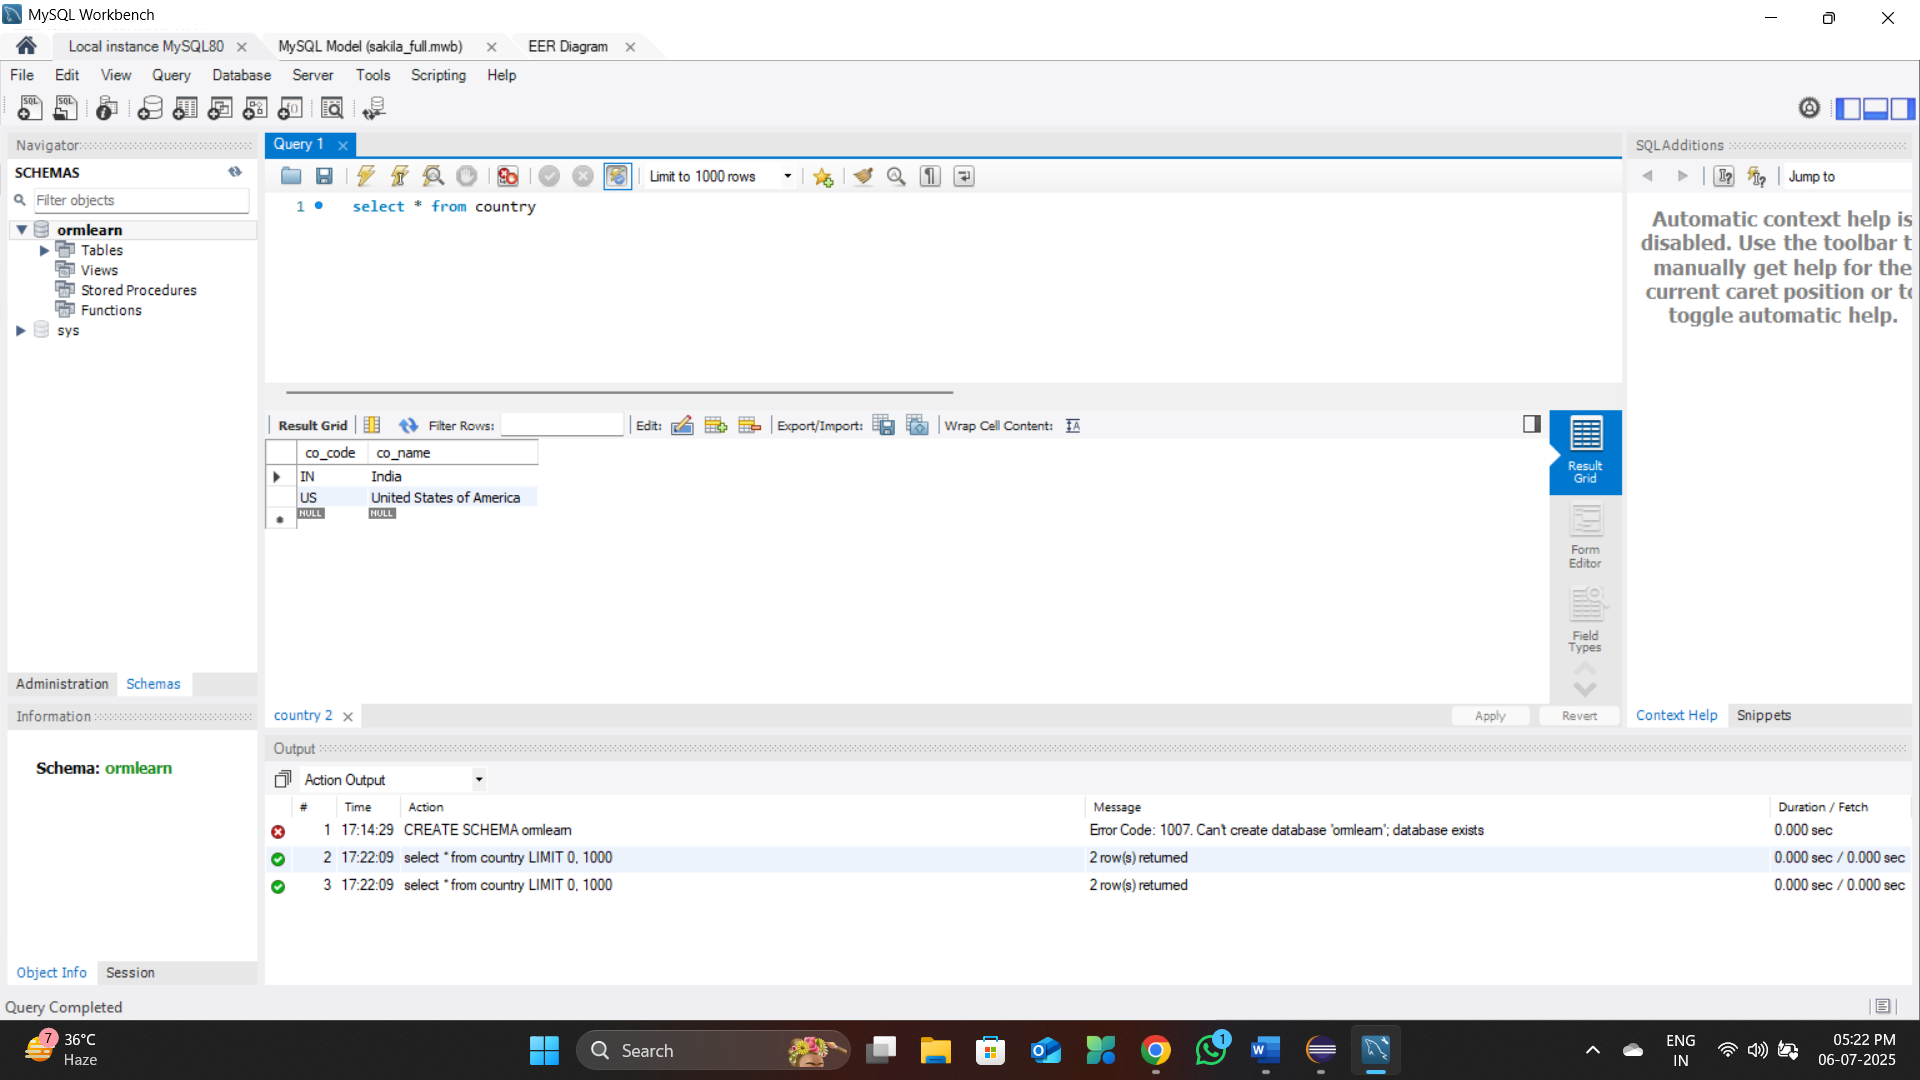 MySQL Workbench
Local instance MySQL80
MySQL Model (sakila_full.mwb)
EER Diagram
File Edit View Query Database Server Tools Scripting Help
Navigator
SCHEMAS
Filter objects
ormlearn
Tables
Views
Stored Procedures
Functions
sys
Administration Schemas
Information
Schema: ormlearn
Object Info Session
Query 1
Limit to 1000 rows
1 select * from country
Result Grid Filter Rows: Edit: Export/Import: Wrap Cell Content:
co_code co_name
IN India
US United States of America
NULL NULL
Result
Grid
Form
Editor
Field
Types
country 2
Apply Revert
SQLAdditions
Jump to
Automatic context help is
disabled. Use the toolbar t
manually get help for the
current caret position or to
toggle automatic help.
Context Help Snippets
Output
Action Output
# Time Action Message Duration / Fetch
1 17:14:29 CREATE SCHEMA ormlearn Error Code: 1007. Can't create database 'ormlearn'; database exists 0.000 sec
2 17:22:09 select * from country LIMIT 0, 1000 2 row(s) returned 0.000 sec / 0.000 sec
3 17:22:09 select * from country LIMIT 0, 1000 2 row(s) returned 0.000 sec / 0.000 sec
Query Completed
7
36°C
Haze
Search
1
ENG
IN
05:22 PM
06-07-2025